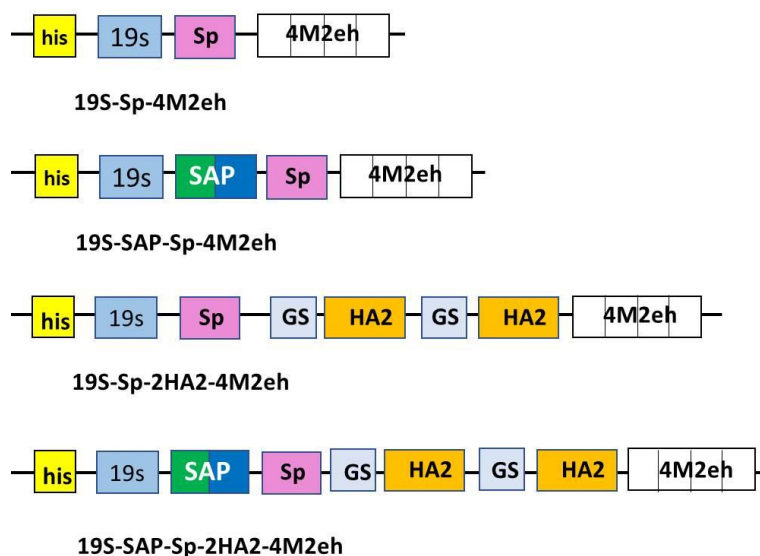 his 19s Sp 4M2eh
19S-Sp-4M2eh
his 19s SAP Sp 4M2eh
19S-SAP-Sp-4M2eh
his 19s Sp GS HA2 GS HA2 4M2eh
19S-Sp-2HA2-4M2eh
his 19s SAP Sp GS HA2 GS HA2 4M2eh
19S-SAP-Sp-2HA2-4M2eh